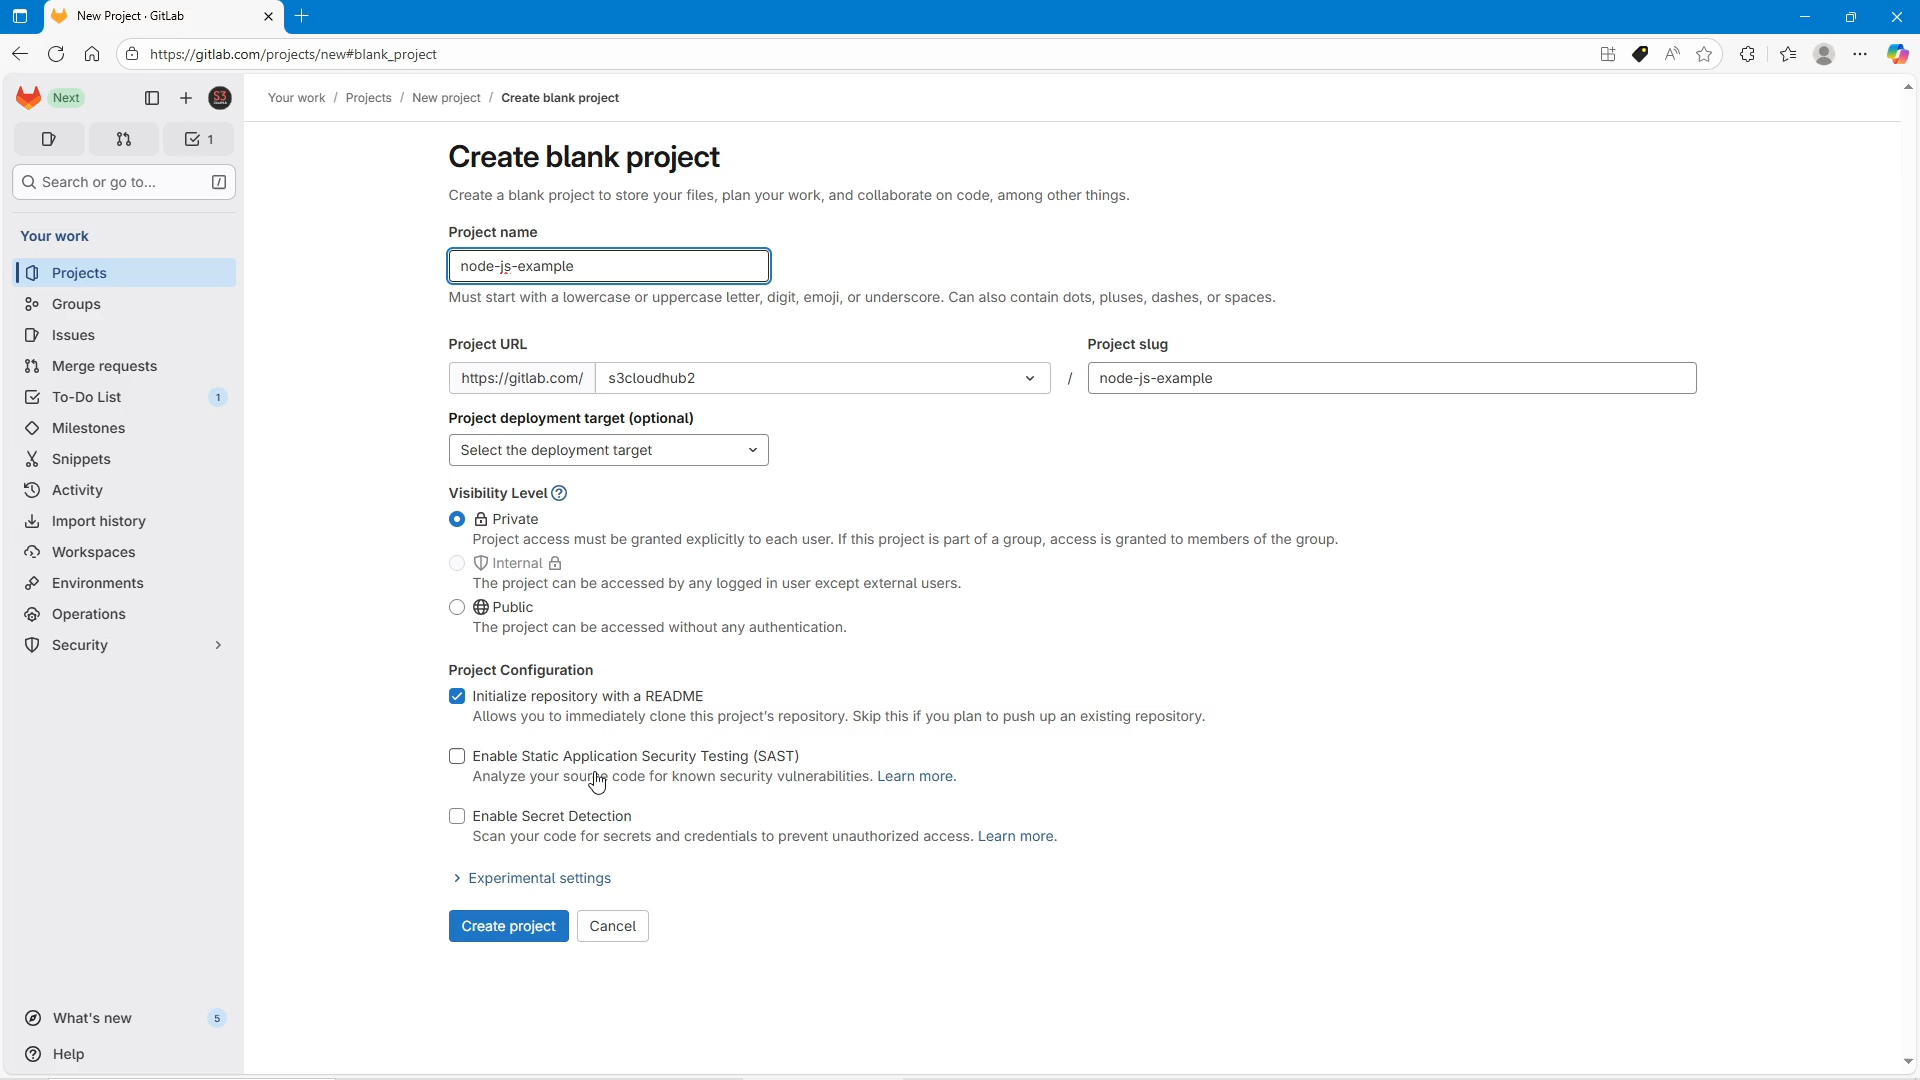 New Project · GitLab
https://gitlab.com/projects/new#blank_project
Next
S3
1
Search or go to...
/
Your work
Projects
Groups
Issues
Merge requests
To-Do List
1
Milestones
Snippets
Activity
Import history
Workspaces
Environments
Operations
Security
What's new
5
Help
Your work / Projects / New project / Create blank project
Create blank project
Create a blank project to store your files, plan your work, and collaborate on code, among other things.
Project name
node-js-example
Must start with a lowercase or uppercase letter, digit, emoji, or underscore. Can also contain dots, pluses, dashes, or spaces.
Project URL
Project slug
https://gitlab.com/ s3cloudhub2 / node-js-example
Project deployment target (optional)
Select the deployment target
Visibility Level
Private
Project access must be granted explicitly to each user. If this project is part of a group, access is granted to members of the group.
Internal
The project can be accessed by any logged in user except external users.
Public
The project can be accessed without any authentication.
Project Configuration
Initialize repository with a README
Allows you to immediately clone this project's repository. Skip this if you plan to push up an existing repository.
Enable Static Application Security Testing (SAST)
Analyze your source code for known security vulnerabilities. Learn more.
Enable Secret Detection
Scan your code for secrets and credentials to prevent unauthorized access. Learn more.
Experimental settings
Create project
Cancel